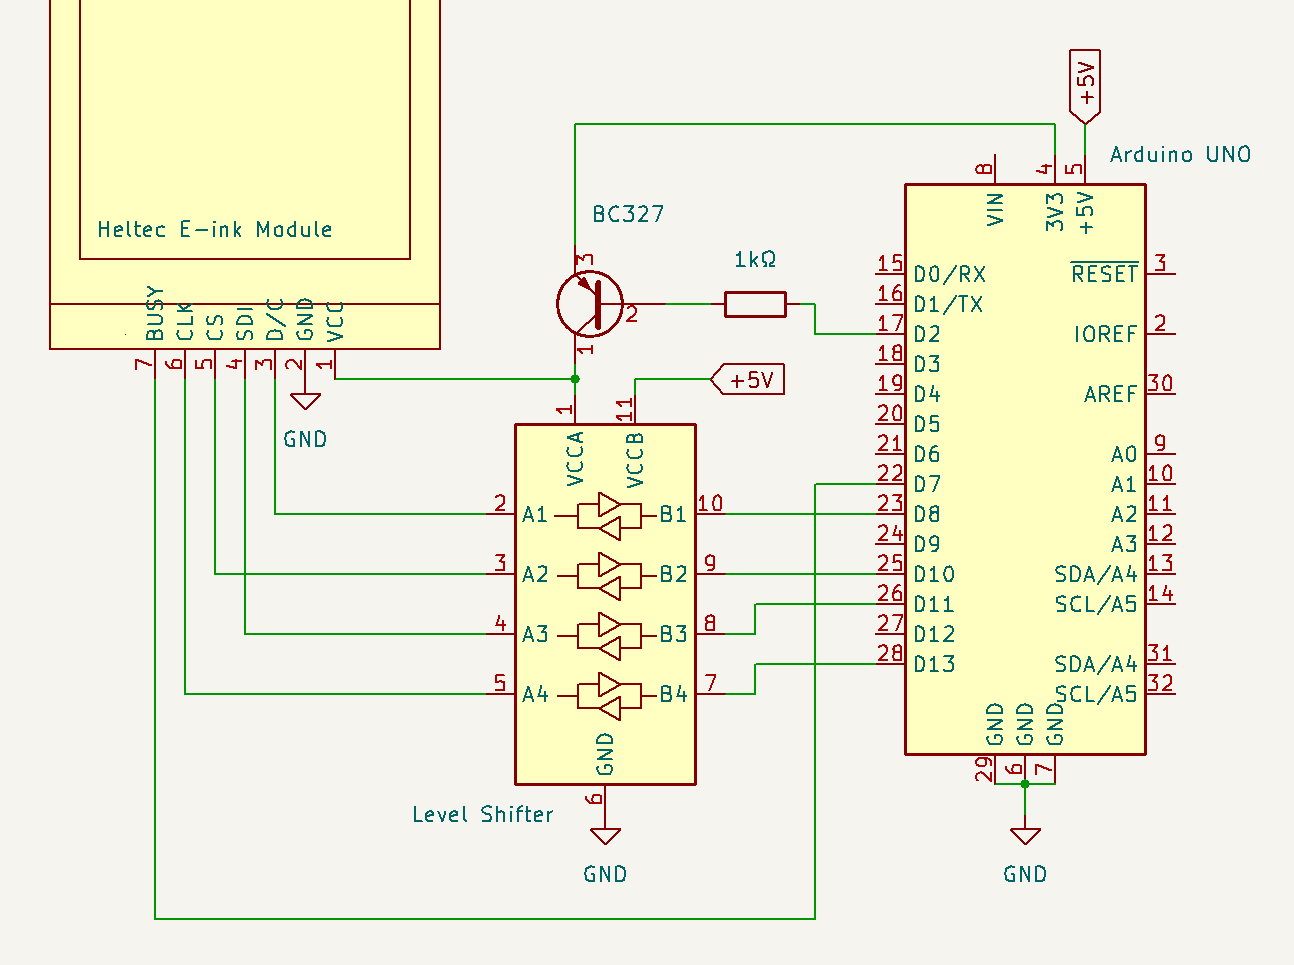 +5V
Arduino UNO
8
4
5
VIN
3V3
+5V
BC327
1kΩ
Heltec E-ink Module
3
2
1
15
D0/RX
16
D1/TX
17
D2
18
D3
19
D4
20
D5
21
D6
22
D7
23
D8
24
D9
25
D10
26
D11
27
D12
28
D13
RESET
3
IOREF
2
AREF
30
A0
9
A1
10
A2
11
A3
12
SDA/A4
13
SCL/A5
14
SDA/A4
31
SCL/A5
32
GND
GND
GND
29
6
7
GND
BUSY
CLK
CS
SDI
D/C
GND
VCC
7
6
5
4
3
2
1
GND
+5V
1
11
VCCA
VCCB
2
A1
B1
10
3
A2
B2
9
4
A3
B3
8
5
A4
B4
7
GND
6
Level Shifter
GND